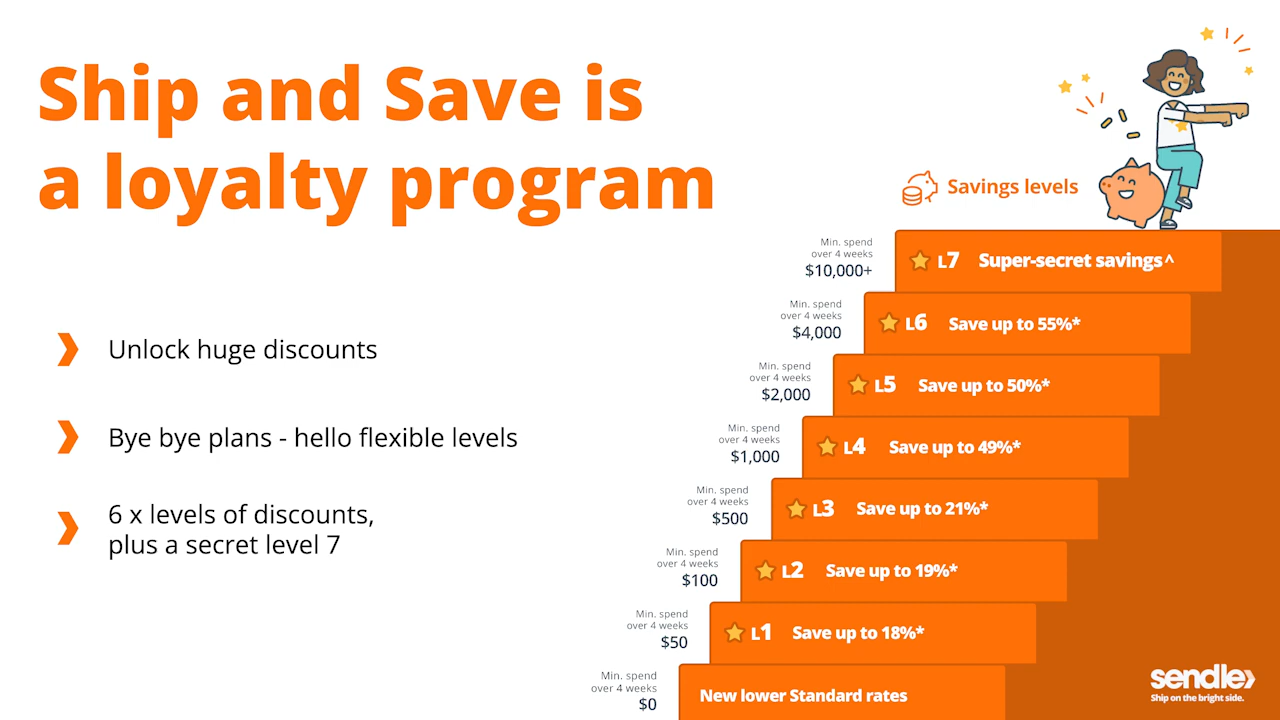 Ship and Save is
a loyalty program
Unlock huge discounts
Bye bye plans - hello flexible levels
6 x levels of discounts,
plus a secret level 7
Savings levels
Min. spend
over 4 weeks
$10,000+
L7 Super-secret savings^
Min. spend
over 4 weeks
$4,000
L6 Save up to 55%*
Min. spend
over 4 weeks
$2,000
L5 Save up to 50%*
Min. spend
over 4 weeks
$1,000
L4 Save up to 49%*
Min. spend
over 4 weeks
$500
L3 Save up to 21%*
Min. spend
over 4 weeks
$100
L2 Save up to 19%*
Min. spend
over 4 weeks
$50
L1 Save up to 18%*
Min. spend
over 4 weeks
$0
New lower Standard rates
sendle
Ship on the bright side.